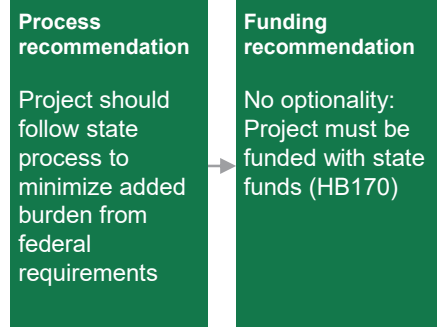 Process
recommendation
Project should
follow state
process to
minimize added
burden from
federal
requirements
Funding
recommendation
No optionality:
Project must be
funded with state
funds (HB170)